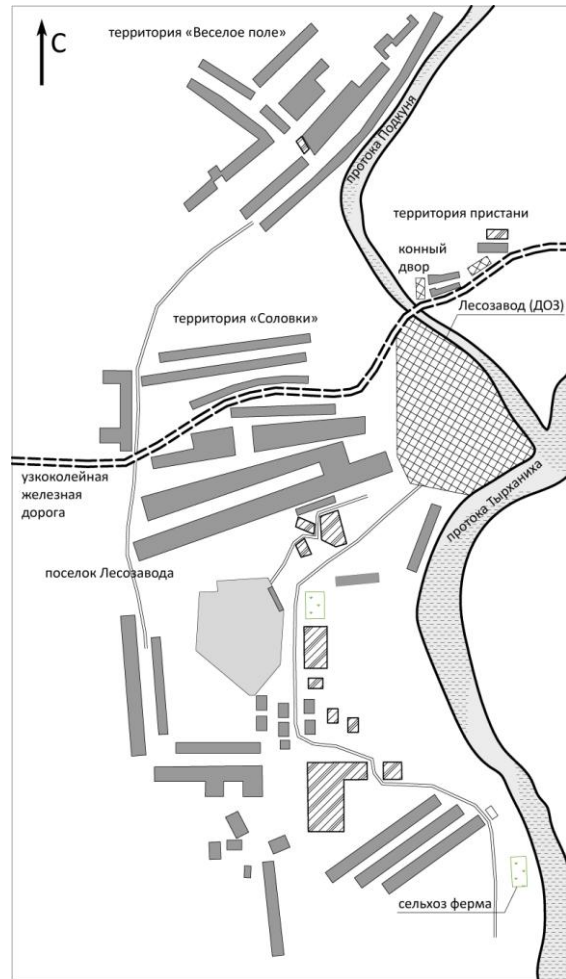 С
территория «Веселое поле»
протока Подкуня
территория пристани
конный
двор
Лесозавод (ДОЗ)
территория «Соловки»
узкоколейная
железная
дорога
протока Тырханиха
поселок Лесозавода
сельхоз ферма